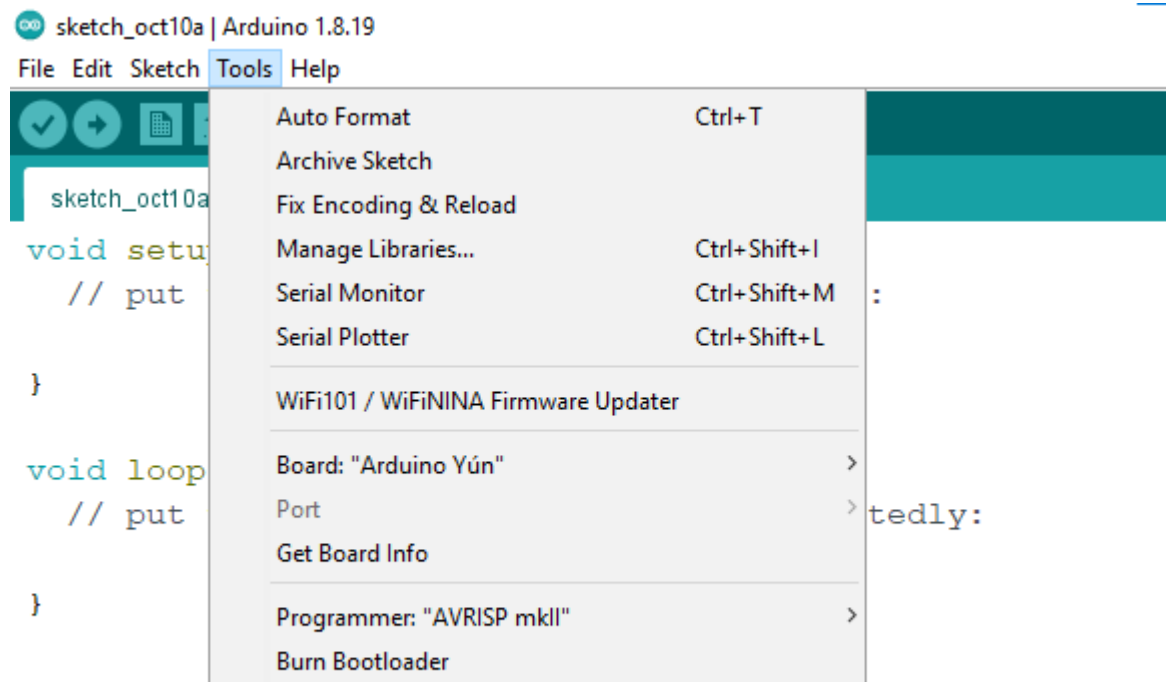 sketch_oct10a | Arduino 1.8.19
File Edit Sketch Tools Help
sketch_oct10a
Auto Format Ctrl+T
Archive Sketch
Fix Encoding & Reload
Manage Libraries... Ctrl+Shift+I
Serial Monitor Ctrl+Shift+M
Serial Plotter Ctrl+Shift+L
WiFi101 / WiFiNINA Firmware Updater
Board: "Arduino Yún"
Port
Get Board Info
Programmer: "AVRISP mkII"
Burn Bootloader
void setu
// put :
}
void loop
// put tedly:
}